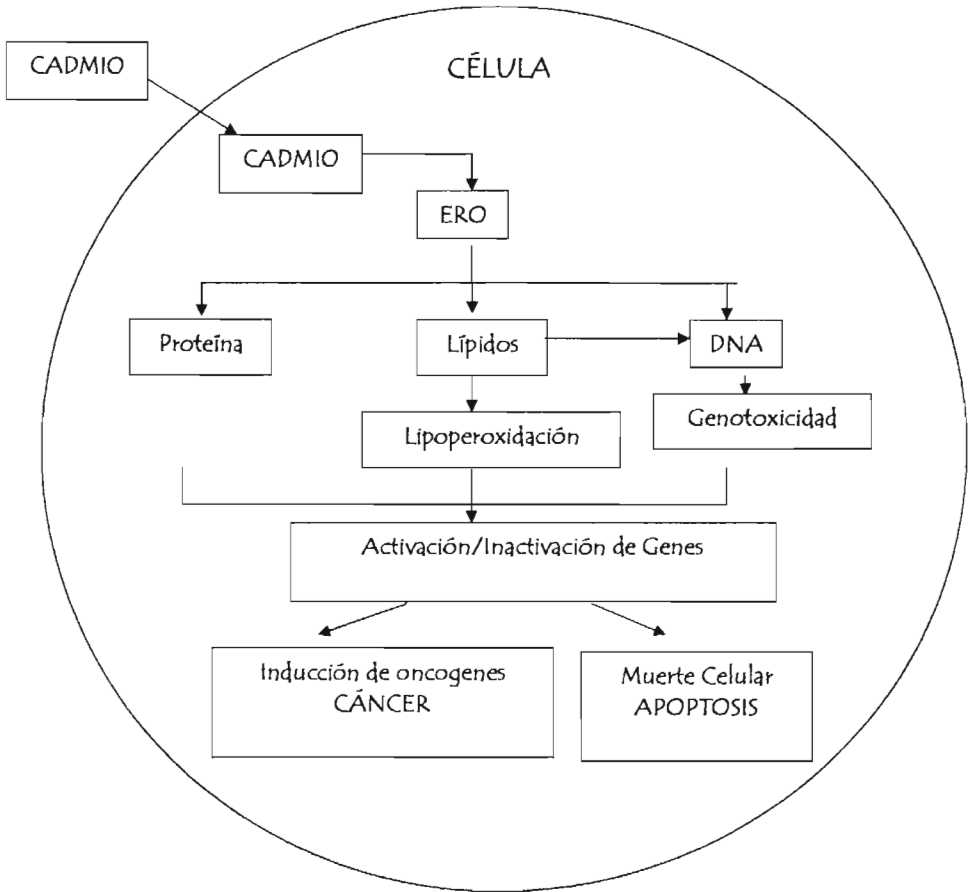 CADMIO
CÉLULA
CADMIO
ERO
Proteína
Lípidos
DNA
Lipoperoxidación
Genotoxicidad
Activación/Inactivación de Genes
Inducción de oncogenes
CÁNCER
Muerte Celular
APOPTOSIS